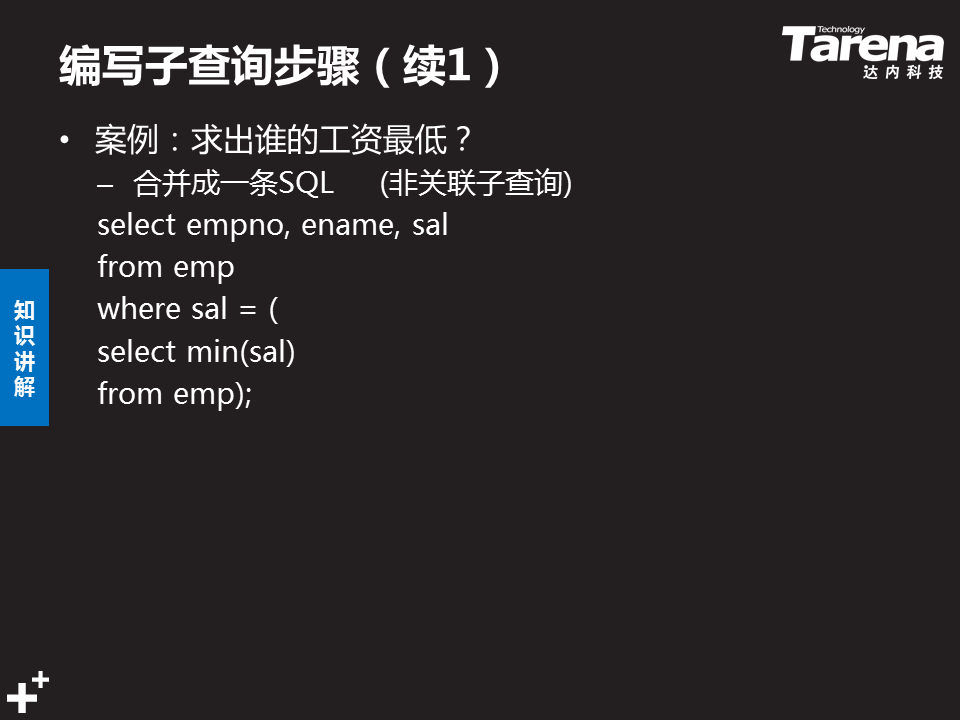 编写子查询步骤（续1）
Technology
Tarena
达内科技
• 案例：求出谁的工资最低？
– 合并成一条SQL (非关联子查询)
select empno, ename, sal
from emp
where sal = (
select min(sal)
from emp);
知识讲解